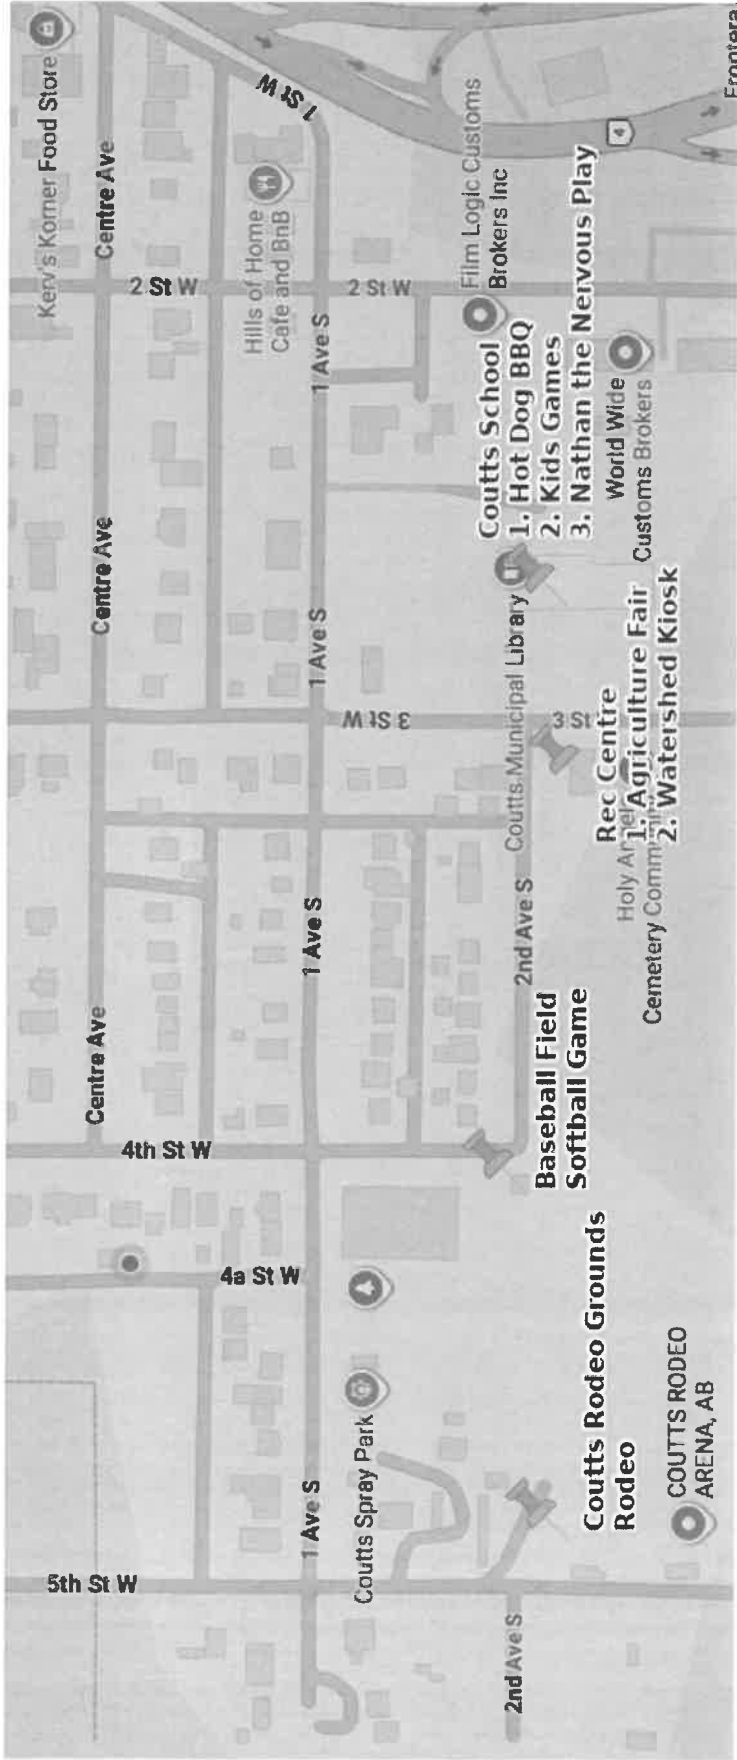 Kerv's Korner Food Store
5th St W
Centre Ave
Centre Ave
Centre Ave
4th St W
2 St W
4a St W
Hills of Home
Cafe and BnB
1 St W
1 Ave S
1 Ave S
1 Ave S
1 Ave S
Coutts Spray Park
3 St W
2 St W
Film Logic Customs
Brokers Inc
2nd Ave S
2nd Ave S
Coutts Municipal Library
Coutts School
1. Hot Dog BBQ
2. Kids Games
3. Nathan the Nervous Play
4
Baseball Field
Softball Game
3 St
Coutts Rodeo Grounds
Rodeo
Rec Centre
1. Agriculture Fair
2. Watershed Kiosk
World Wide
Customs Brokers
Holy Angel
Cemetery Comm
COUTTS RODEO
ARENA, AB
Frontera